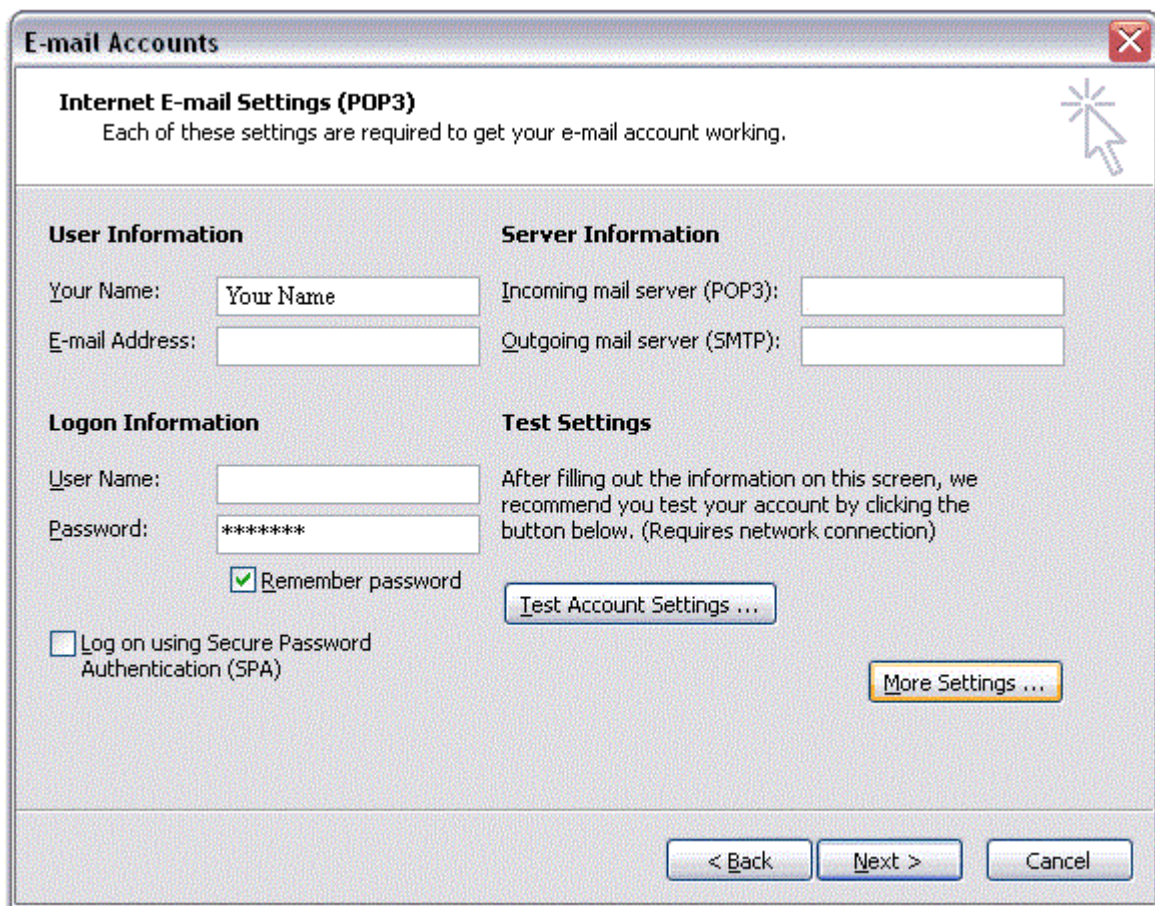 E-mail Accounts
Internet E-mail Settings (POP3)
Each of these settings are required to get your e-mail account working.
User Information
Your Name: Your Name
E-mail Address:
Server Information
Incoming mail server (POP3):
Outgoing mail server (SMTP):
Logon Information
User Name:
Password: *******
Remember password
Log on using Secure Password
Authentication (SPA)
Test Settings
After filling out the information on this screen, we
recommend you test your account by clicking the
button below. (Requires network connection)
Test Account Settings ...
More Settings ...
< Back
Next >
Cancel